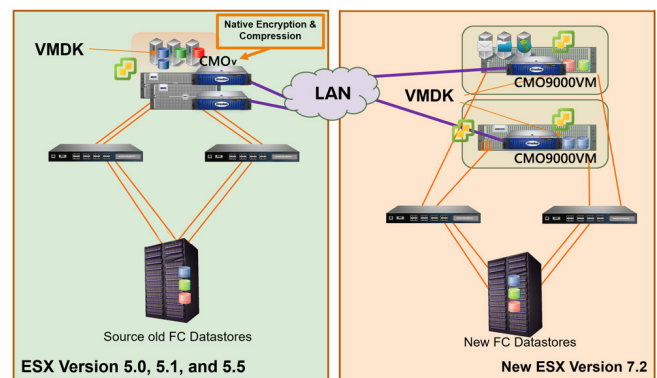 Native Encryption &
Compression
VMDK
CMOv
LAN
VMDK
CMO9000VM
CMO9000VM
Source old FC Datastores
New FC Datastores
ESX Version 5.0, 5.1, and 5.5
New ESX Version 7.2